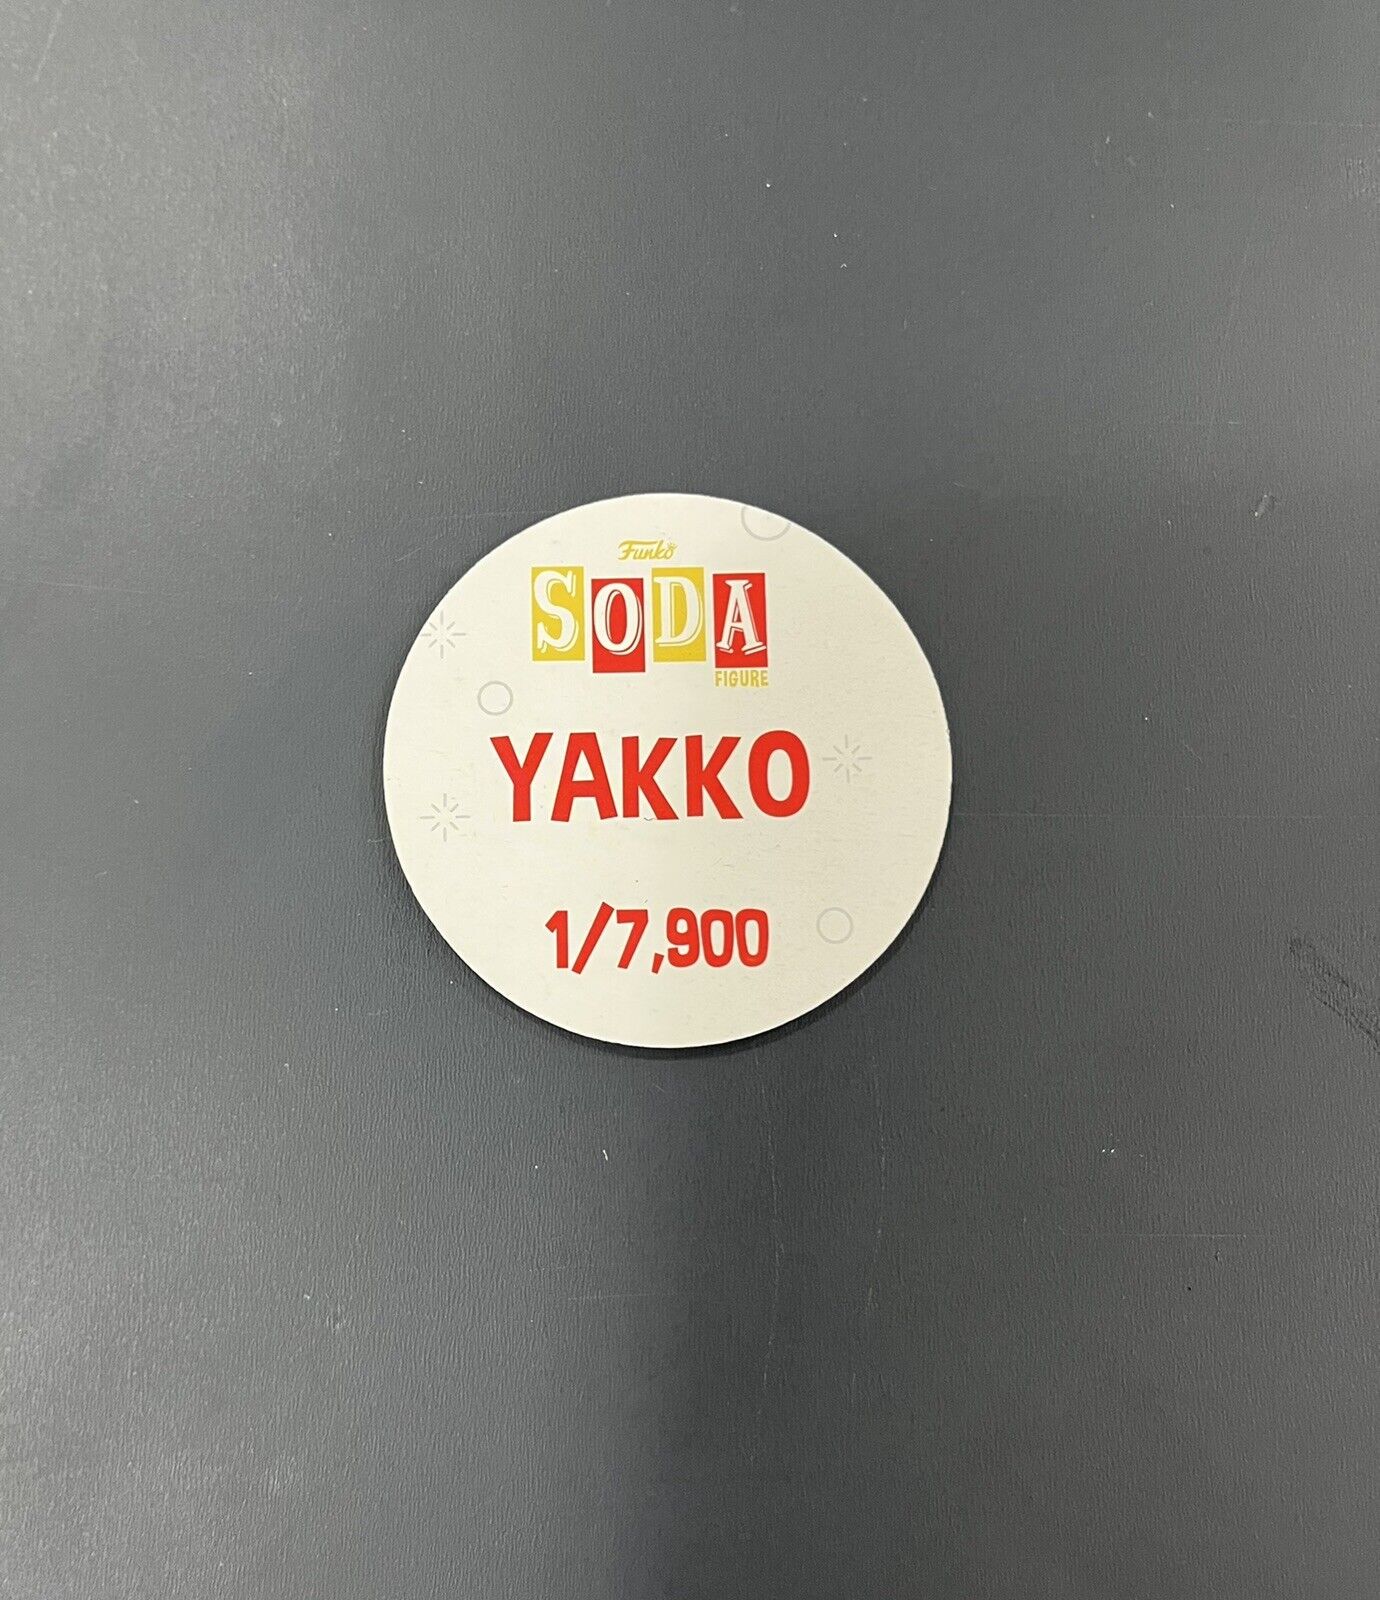 Funko
SODA
FIGURE
YAKKO
1/7,900